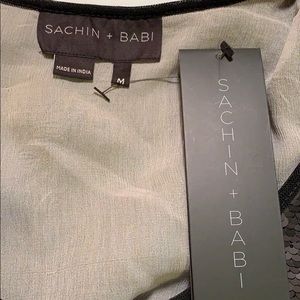 SACHIN + BABI
MADE IN INDIA
M
SACHIN + BABI